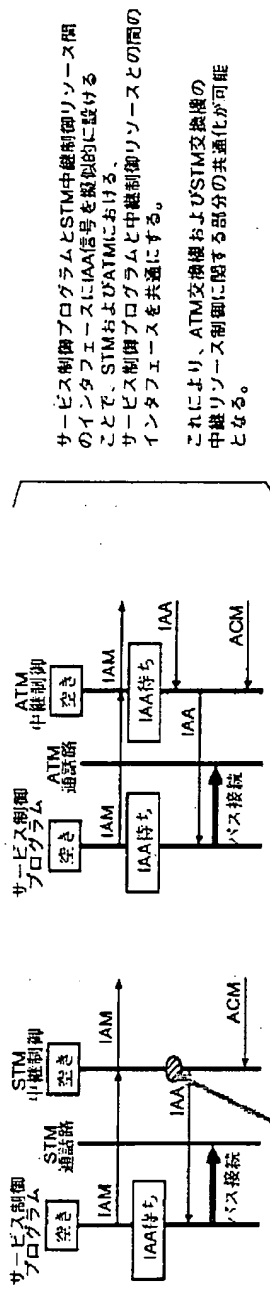 サービス制御
プログラム
空き
STM
通話路
STM
中継制御
空き
IAM
IAM
IAA待ち
IAA
パス接続
ACM
サービス制御
プログラム
空き
ATM
通話路
ATM
中継制御
空き
IAM
IAM
IAA待ち
IAA待ち
IAA
IAA
パス接続
ACM
サービス制御プログラムとSTM中継制御リソース間
のインタフェースにIAA信号を擬似的に設ける
ことで、STMおよびATMにおける、
サービス制御プログラムと中継制御リソースとの間の
インタフェースを共通にする。
これにより、ATM交換機およびSTM交換機の
中継リソース制御に関する部分の共通化が可能
となる。